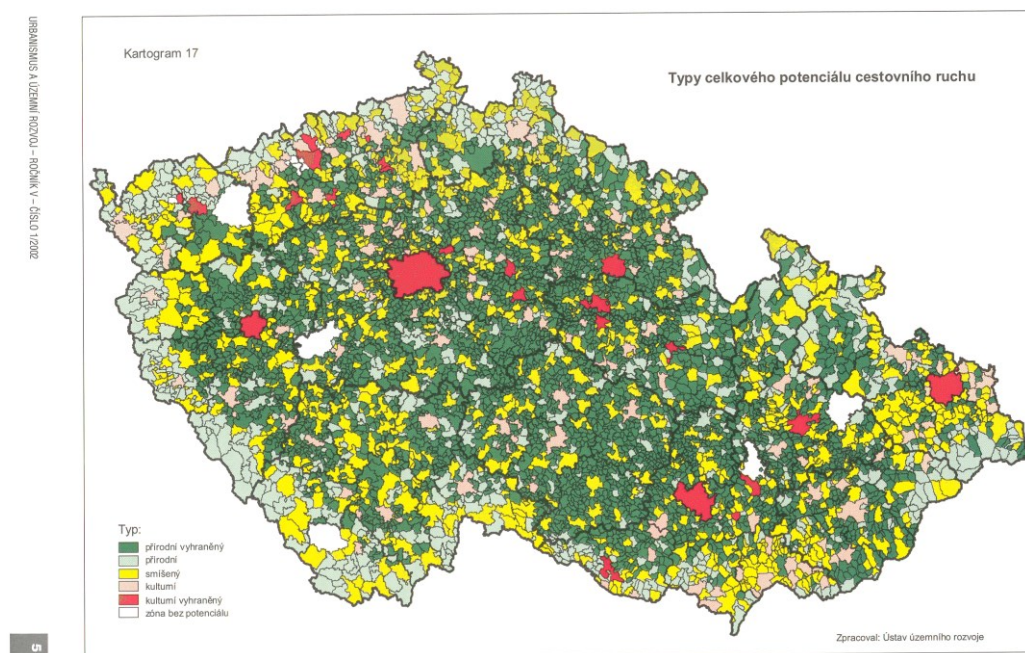 URBANISMUS A ÚZEMNÍ ROZVOJ – ROČNÍK V – ČÍSLO 1/2002
Kartogram 17
Typy celkového potenciálu cestovního ruchu
Typ:
přírodní vyhraněný
přírodní
smíšený
kulturní
kulturní vyhraněný
zóna bez potenciálu
Zpracoval: Ústav územního rozvoje
5